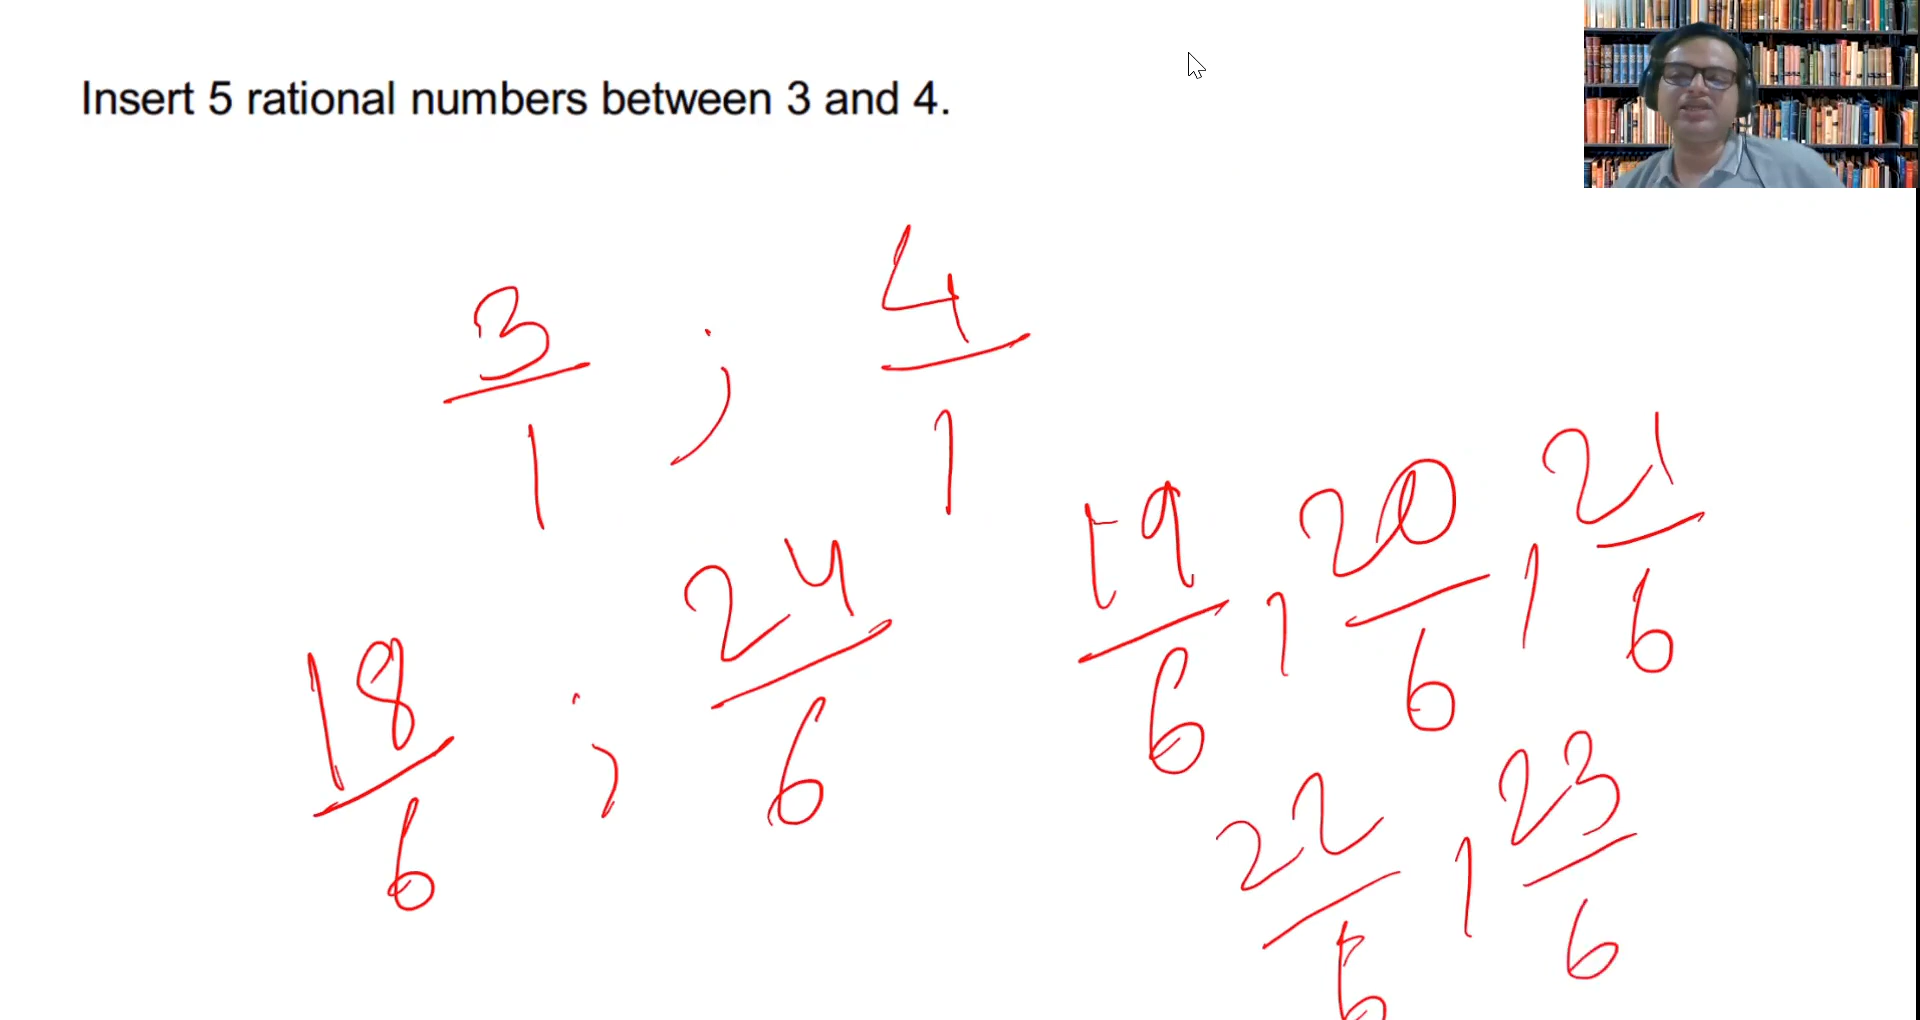 Insert 5 rational numbers between 3 and 4.
3/1 ; 4/1
18/6 ; 24/6
19/6 , 20/6 , 21/6
22/6 , 23/6